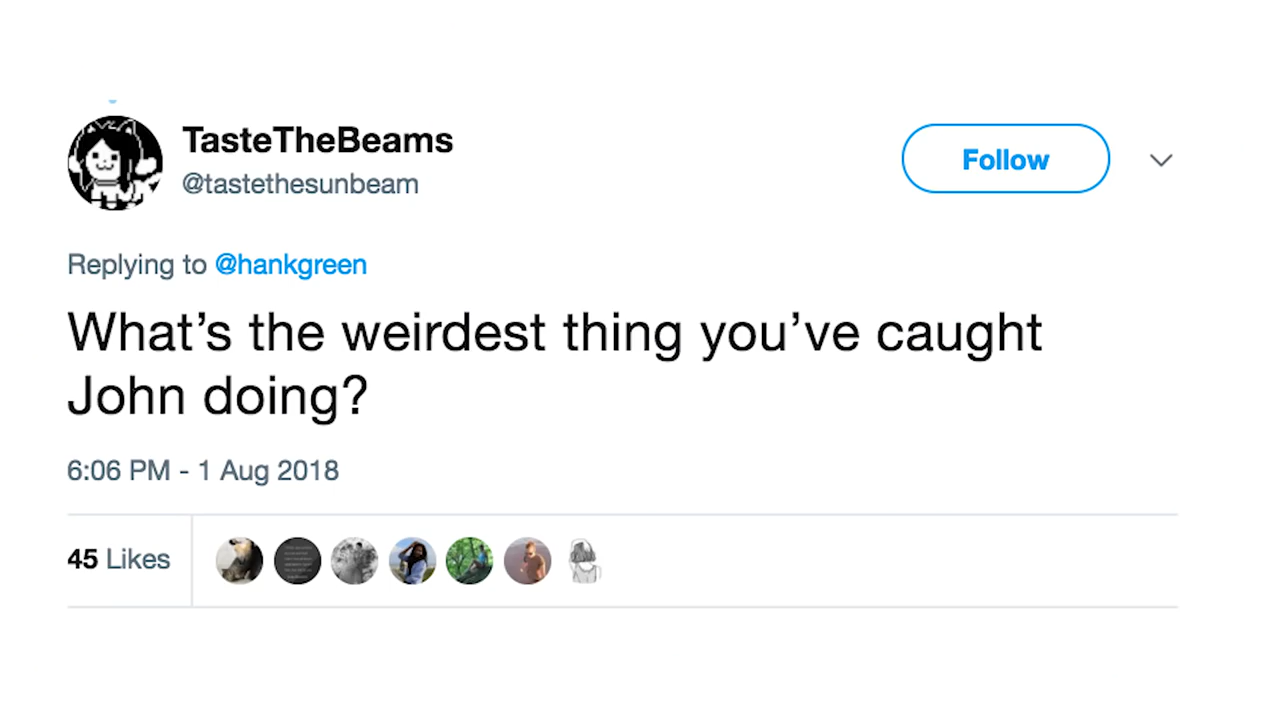 TasteTheBeams
@tastethesunbeam
Follow
Replying to @hankgreen
What’s the weirdest thing you’ve caught
John doing?
6:06 PM - 1 Aug 2018
45 Likes